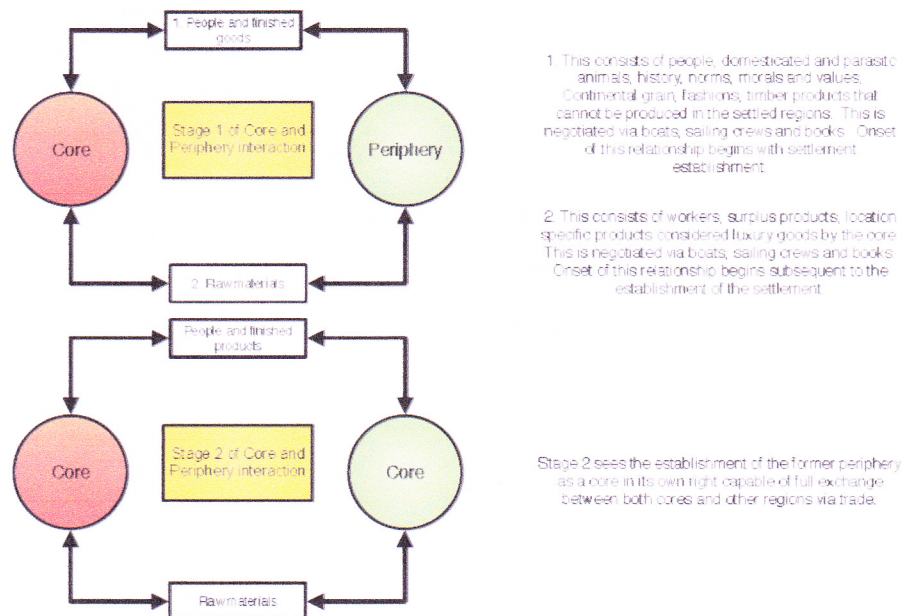 1. People and finished
goods
Core
Stage 1 of Core and
Periphery interaction
Periphery
2. Raw materials
1. This consists of people, domesticated and parasitc
animals, history, norms, morals and values,
Continental grain, fashions, timber products that
cannot be produced in the settled regions. This is
negotiated via boats, sailing crews and books. Onset
of this relationship begins with settlement
establishment.
2. This consists of workers, surplus products, location
specific products considered luxury goods by the core.
This is negotiated via boats, sailing crews and books.
Onset of this relationship begins subsequent to the
establishment of the settlement.
People and finished
products
Core
Stage 2 of Core and
Periphery interaction
Core
Raw materials
Stage 2 sees the establishment of the former periphery
as a core in its own right capable of full exchange
between both cores and other regions via trade.